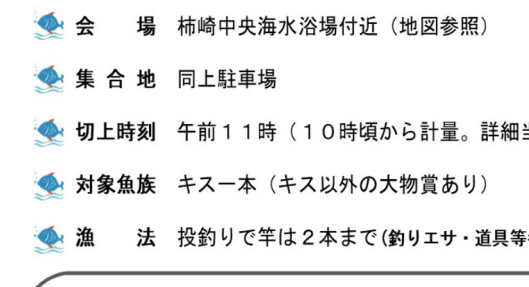 会　　場　柿崎中央海水浴場付近（地図参照）
集 合 地　同上駐車場
切上時刻　午前１１時（１０時頃から計量。詳細
対象魚族　キス一本（キス以外の大物賞あり）
漁　　法　投釣りで竿は２本まで(釣りエサ・道具等